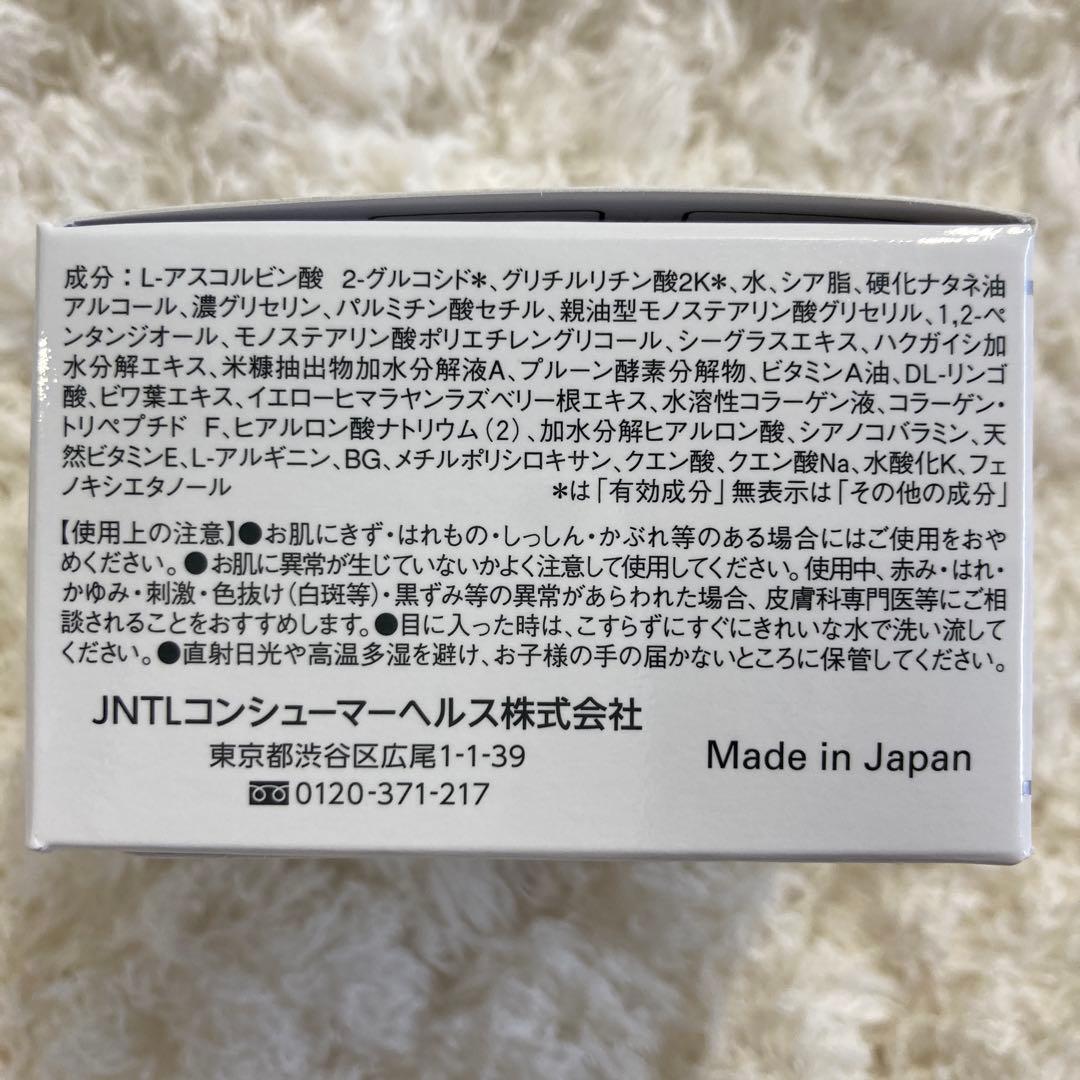 成分：L-アスコルビン酸 2-グルコシド*、グリチルリチン酸2K*、水、シア脂、硬化ナタネ油
アルコール、濃グリセリン、パルミチン酸セチル、親油型モノステアリン酸グリセリル、1,2-ペ
ンタンジオール、モノステアリン酸ポリエチレングリコール、シーグラスエキス、ハクガイシ加
水分解エキス、米糠抽出物加水分解液A、プルーン酵素分解物、ビタミンA油、DL-リンゴ
酸、ビワ葉エキス、イエローヒマラヤンラズベリー根エキス、水溶性コラーゲン液、コラーゲン・
トリペプチド F、ヒアルロン酸ナトリウム（2）、加水分解ヒアルロン酸、シアノコバラミン、天
然ビタミンE、L-アルギニン、BG、メチルポリシロキサン、クエン酸、クエン酸Na、水酸化K、フェ
ノキシエタノール *は「有効成分」無表示は「その他の成分」
【使用上の注意】●お肌にきず・はれもの・しっしん・かぶれ等のある場合にはご使用をおや
めください。●お肌に異常が生じていないかよく注意して使用してください。使用中、赤み・はれ・
かゆみ・刺激・色抜け（白斑等）・黒ずみ等の異常があらわれた場合、皮膚科専門医等にご相
談されることをおすすめします。●目に入った時は、こすらずにすぐにきれいな水で洗い流して
ください。●直射日光や高温多湿を避け、お子様の手の届かないところに保管してください。
JNTLコンシューマーヘルス株式会社
東京都渋谷区広尾1-1-39
0120-371-217
Made in Japan